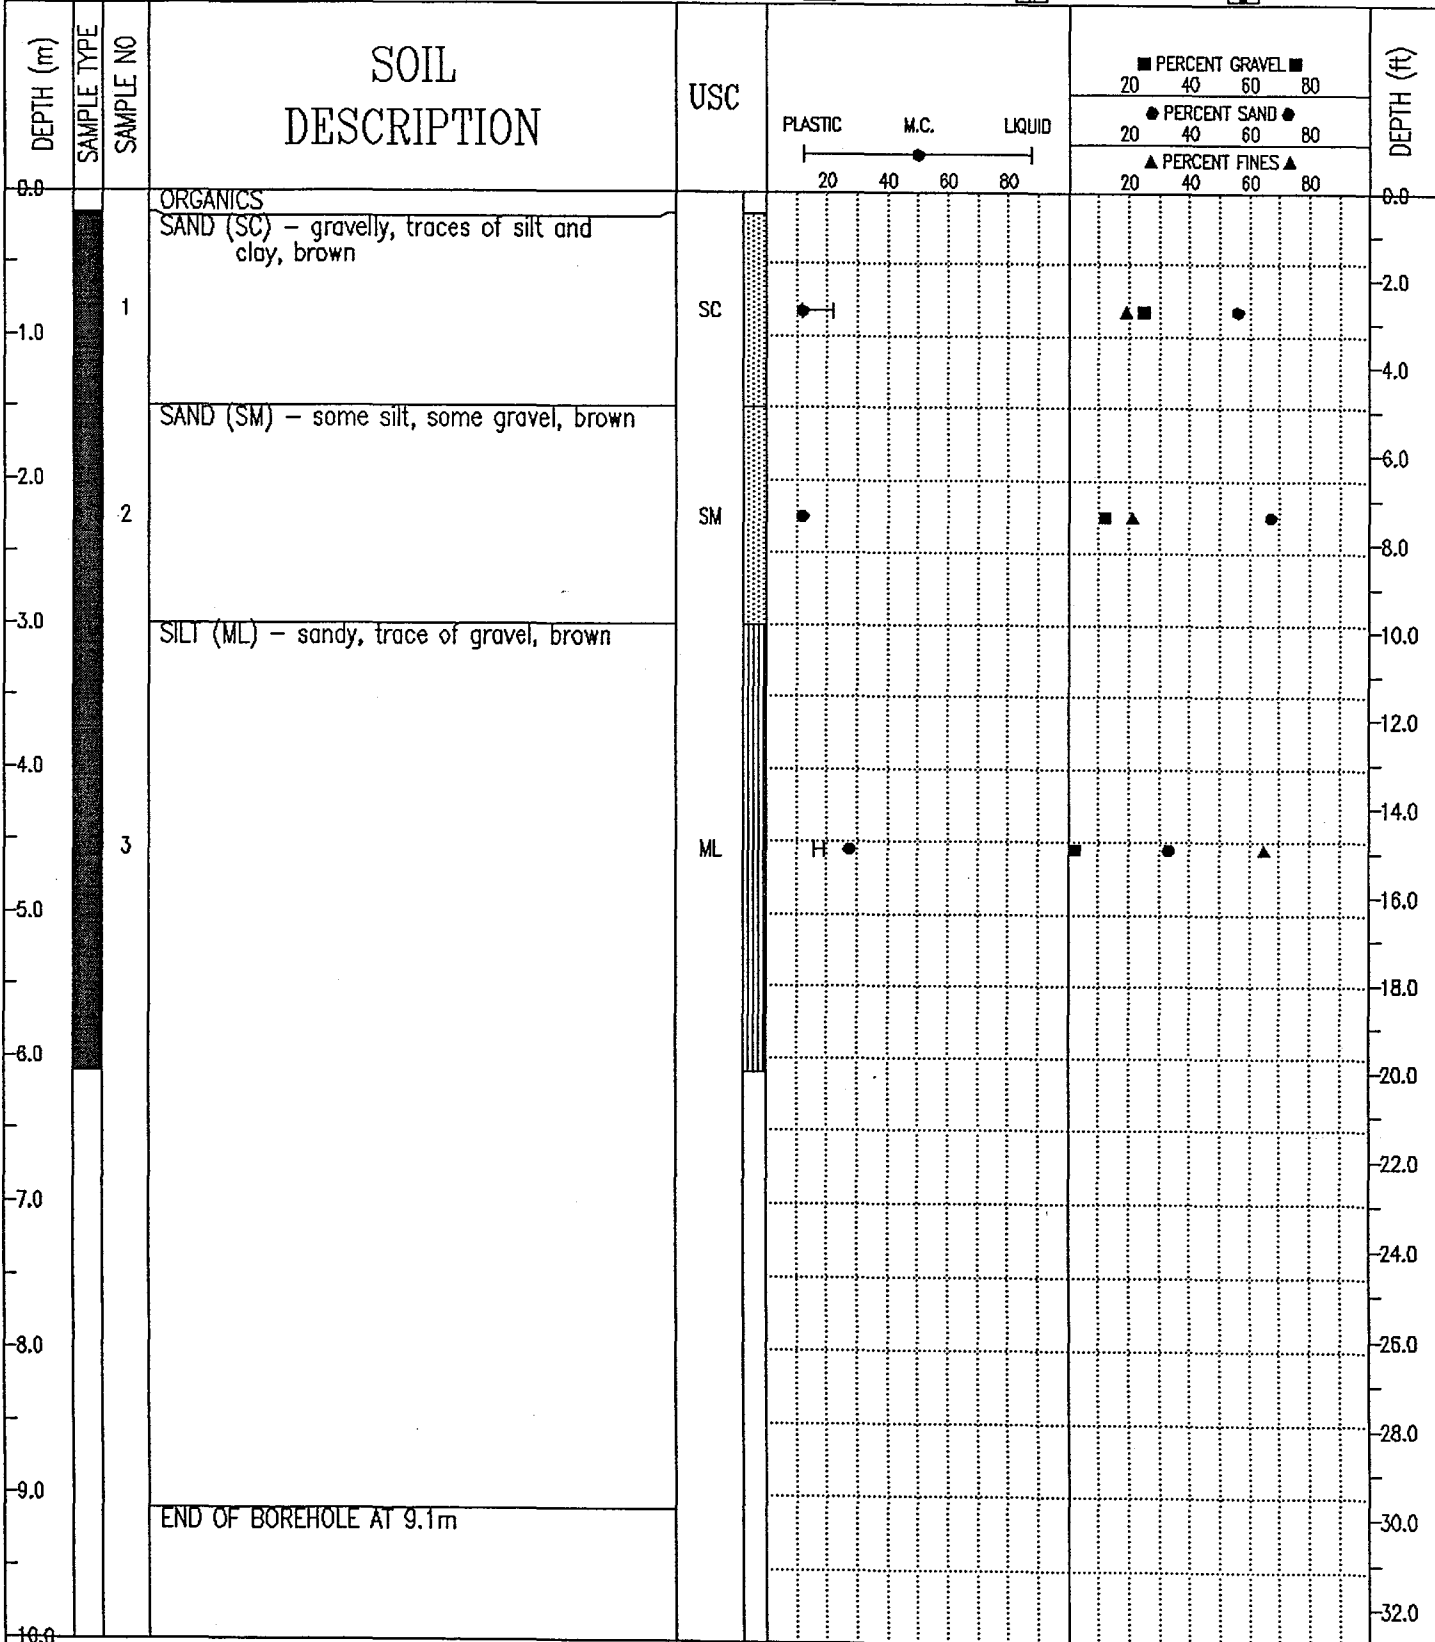 DEPTH (m)
SAMPLE TYPE
SAMPLE NO
SOIL
DESCRIPTION
USC
PLASTIC M.C. LIQUID
20 40 60 80
■ PERCENT GRAVEL ■
20 40 60 80
● PERCENT SAND ●
20 40 60 80
▲ PERCENT FINES ▲
20 40 60 80
DEPTH (ft)
0.0
ORGANICS
0.0
SAND (SC) – gravelly, traces of silt and
clay, brown
2.0
1
SC
1.0
4.0
SAND (SM) – some silt, some gravel, brown
6.0
2.0
2
SM
8.0
3.0
SILT (ML) – sandy, trace of gravel, brown
10.0
12.0
4.0
14.0
3
ML
5.0
16.0
18.0
6.0
20.0
22.0
7.0
24.0
8.0
26.0
28.0
9.0
END OF BOREHOLE AT 9.1m
30.0
32.0
10.0